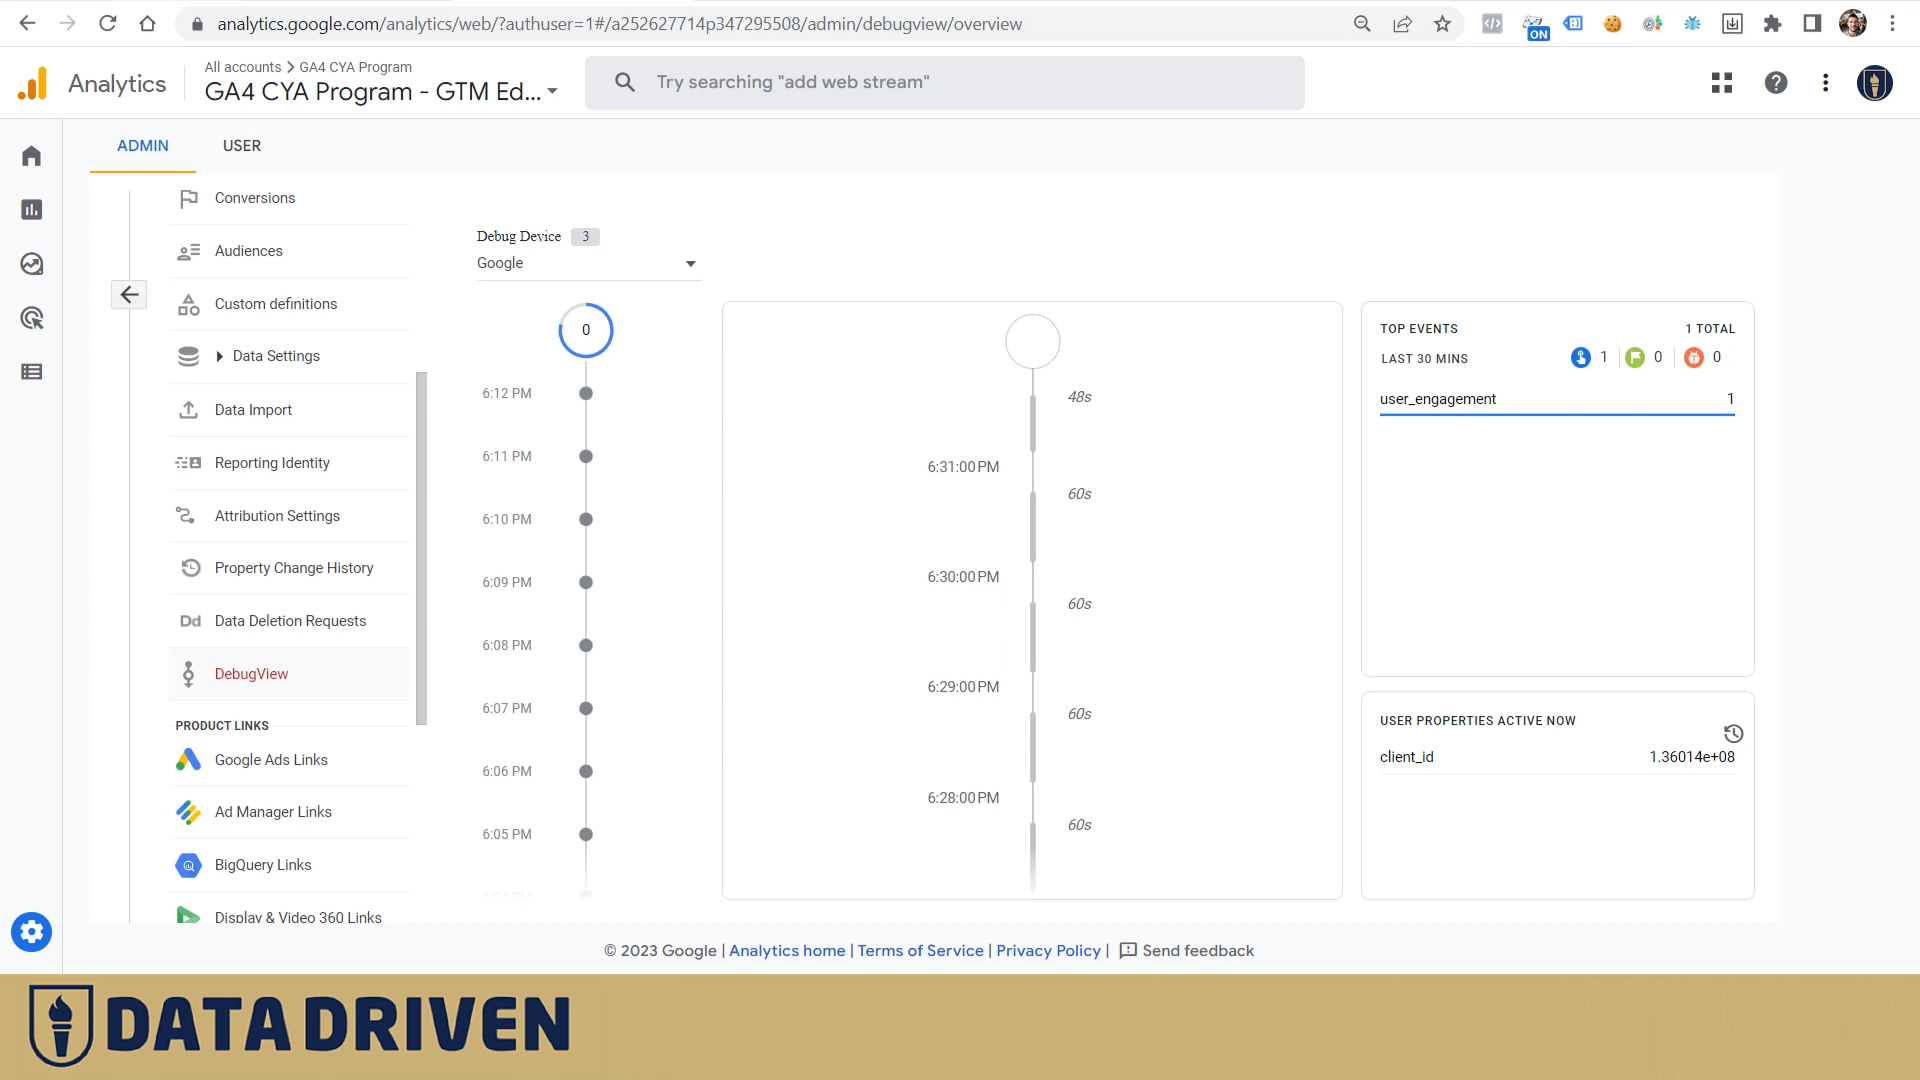 analytics.google.com/analytics/web/?authuser=1#/a252627714p347295508/admin/debugview/overview
ON
Analytics
All accounts > GA4 CYA Program
GA4 CYA Program - GTM Ed...
Try searching "add web stream"
ADMIN
USER
Conversions
Audiences
Custom definitions
Data Settings
Data Import
Reporting Identity
Attribution Settings
Property Change History
Dd Data Deletion Requests
DebugView
PRODUCT LINKS
Google Ads Links
Ad Manager Links
BigQuery Links
Display & Video 360 Links
Debug Device 3
Google
0
6:12 PM
6:11 PM
6:10 PM
6:09 PM
6:08 PM
6:07 PM
6:06 PM
6:05 PM
48s
6:31:00 PM
60s
6:30:00 PM
60s
6:29:00 PM
60s
6:28:00 PM
60s
TOP EVENTS 1 TOTAL
LAST 30 MINS 1 0 0
user_engagement 1
USER PROPERTIES ACTIVE NOW
client_id 1.36014e+08
© 2023 Google | Analytics home | Terms of Service | Privacy Policy | Send feedback
DATA DRIVEN